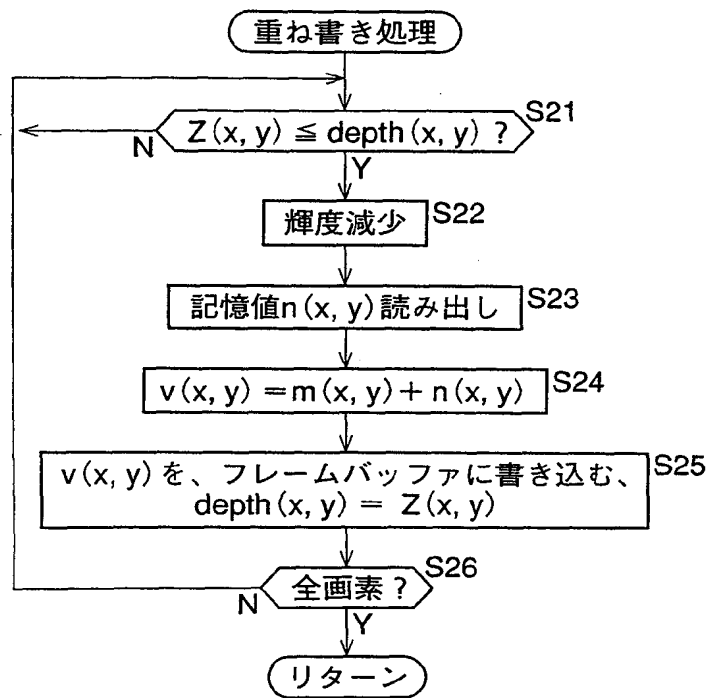 重ね書き処理
S21
Z(x, y) ≦ depth(x, y) ?
N
Y
輝度減少
S22
記憶値n(x, y)読み出し
S23
v(x, y) = m(x, y) + n(x, y)
S24
v(x, y)を、フレームバッファに書き込む、
S25
depth(x, y) = Z(x, y)
S26
全画素?
N
Y
リターン